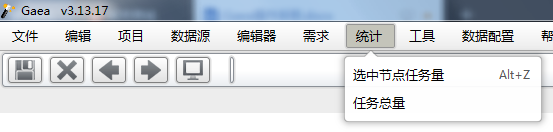 Gaea v3.13.17
文件 编辑 项目 数据源 编辑器 需求 统计 工具 数据配置
选中节点任务量 Alt+Z
任务总量